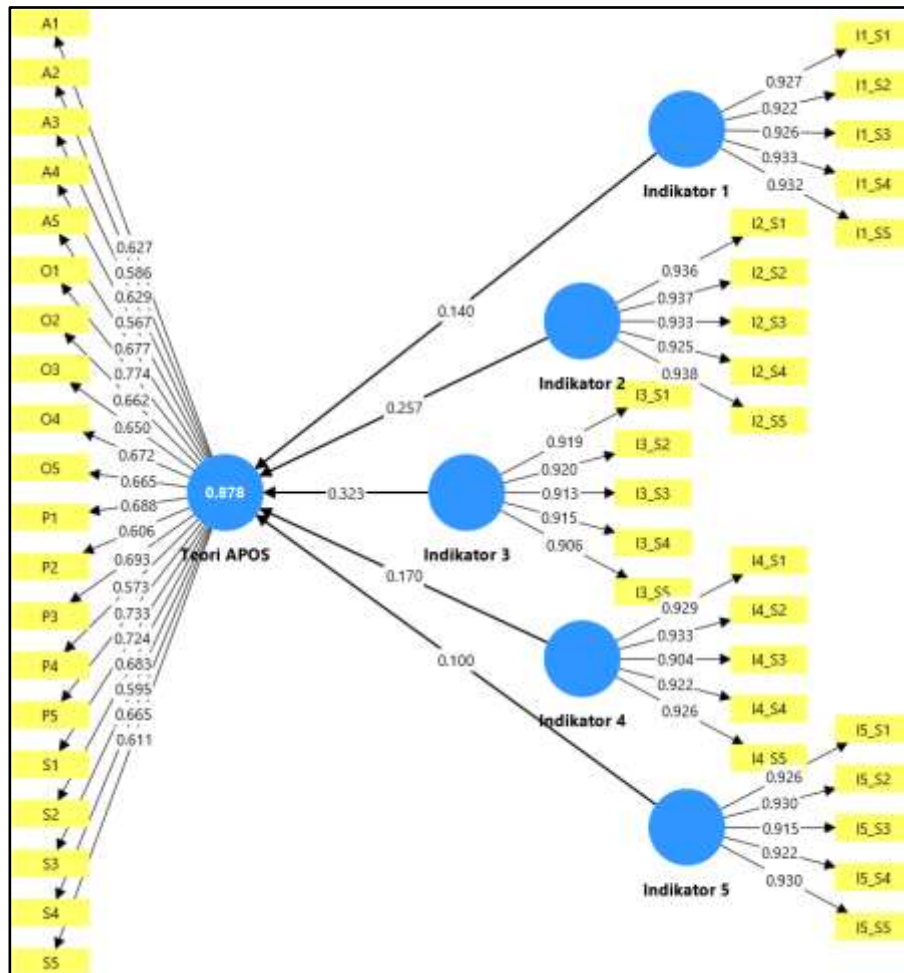 A1
A2
A3
A4
A5
O1
O2
O3
O4
O5
P1
P2
P3
P4
P5
S1
S2
S3
S4
S5
0.627
0.586
0.629
0.567
0.677
0.774
0.662
0.650
0.672
0.665
0.688
0.606
0.693
0.573
0.733
0.724
0.683
0.595
0.665
0.611
0.878
Teori APOS
0.140
0.257
0.323
0.170
0.100
Indikator 1
0.927
0.922
0.926
0.933
0.932
I1_S1
I1_S2
I1_S3
I1_S4
I1_S5
Indikator 2
0.936
0.937
0.933
0.925
0.938
I2_S1
I2_S2
I2_S3
I2_S4
I2_S5
Indikator 3
0.919
0.920
0.913
0.915
0.906
I3_S1
I3_S2
I3_S3
I3_S4
I3_S5
Indikator 4
0.929
0.933
0.904
0.922
0.926
I4_S1
I4_S2
I4_S3
I4_S4
I4_S5
Indikator 5
0.926
0.930
0.915
0.922
0.930
I5_S1
I5_S2
I5_S3
I5_S4
I5_S5